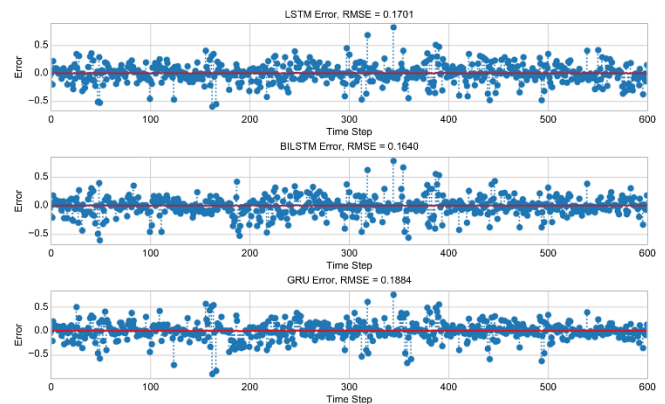 LSTM Error, RMSE = 0.1701
0.5
0.0
−0.5
Error
0 100 200 300 400 500 600
Time Step
BILSTM Error, RMSE = 0.1640
0.5
0.0
−0.5
Error
0 100 200 300 400 500 600
Time Step
GRU Error, RMSE = 0.1884
0.5
0.0
−0.5
Error
0 100 200 300 400 500 600
Time Step